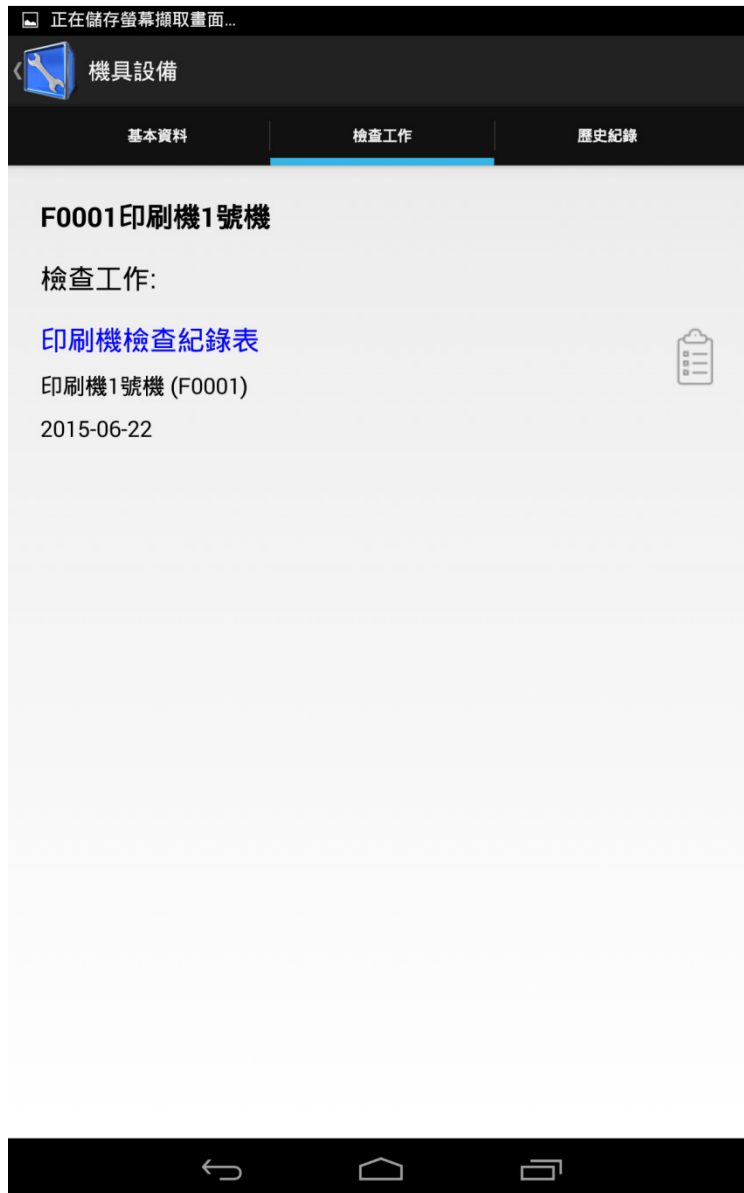 正在儲存螢幕擷取畫面...
機具設備
基本資料 檢查工作 歷史紀錄
F0001印刷機1號機
檢查工作:
印刷機檢查紀錄表
印刷機1號機 (F0001)
2015-06-22